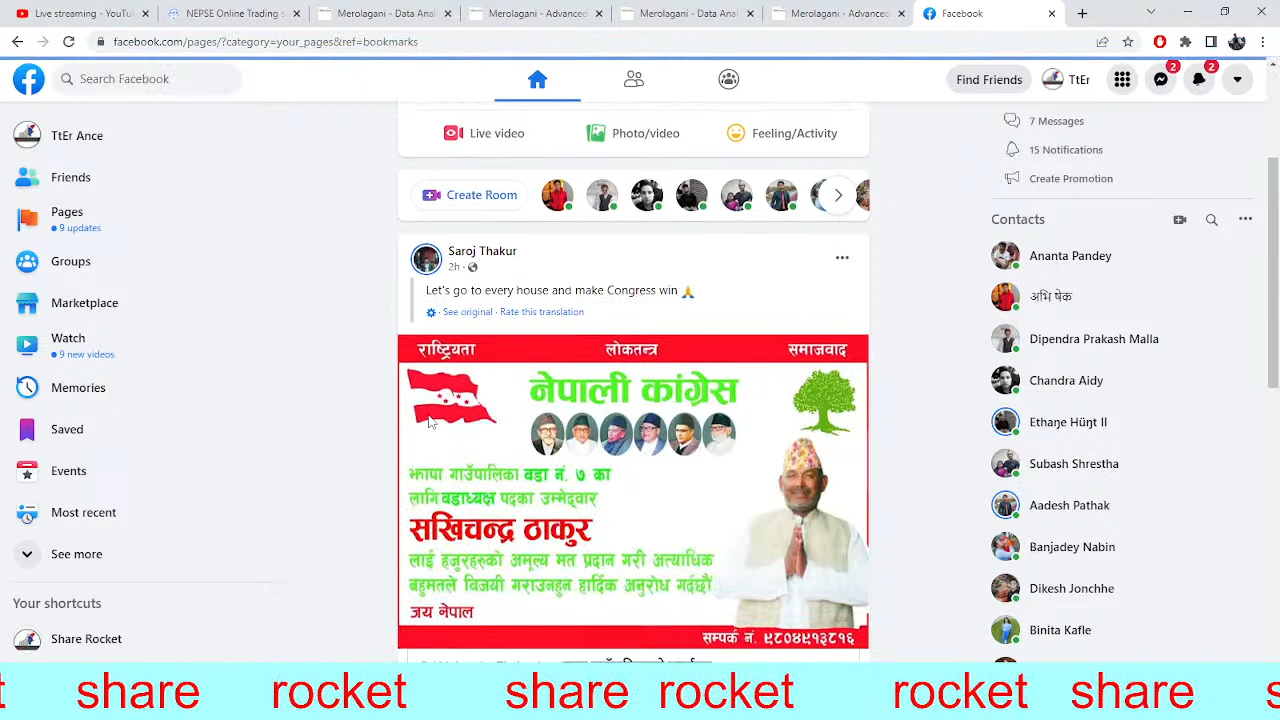 Live streaming - YouTu
NEPSE Online Trading s
Merolagani - Data Anal
Merolagani - Advanced
Merolagani - Data Anal
Merolagani - Advanced
Facebook
facebook.com/pages/?category=your_pages&ref=bookmarks
Search Facebook
Find Friends
TtEr
2
2
TtEr Ance
Friends
Pages
9 updates
Groups
Marketplace
Watch
9 new videos
Memories
Saved
Events
Most recent
See more
Your shortcuts
Share Rocket
Live video
Photo/video
Feeling/Activity
Create Room
Saroj Thakur
2h ·
Let's go to every house and make Congress win 🙏
· See original · Rate this translation
राष्ट्रियता लोकतन्त्र समाजवाद
नेपाली कांग्रेस
झापा गाउँपालिका वडा नं. ७ का
लागि वडाध्यक्ष पदका उम्मेद्वार
सखिचन्द्र ठाकुर
लाई हजुरहरुको अमूल्य मत प्रदान गरी अत्याधिक
बहुमतले विजयी गराउनहुन हार्दिक अनुरोध गर्दछौं
जय नेपाल
सम्पर्क नं. ९८०४९१३८१६
7 Messages
15 Notifications
Create Promotion
Contacts
Ananta Pandey
अभि षेक
Dipendra Prakash Malla
Chandra Aidy
Ethaŋe Hüŋt II
Subash Shrestha
Aadesh Pathak
Banjadey Nabin
Dikesh Jonchhe
Binita Kafle
t share rocket share rocket rocket share s